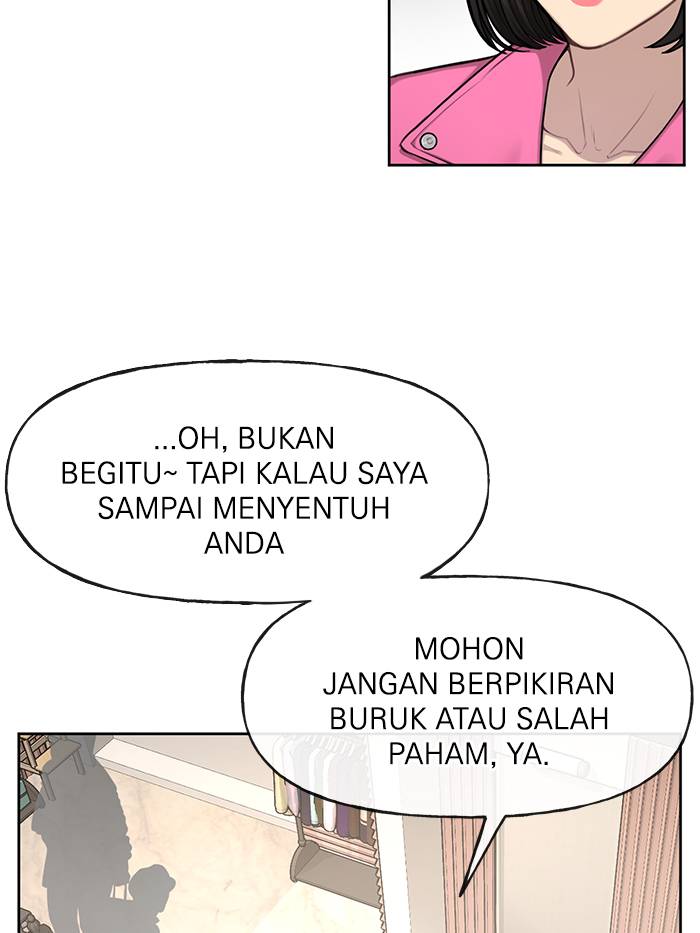 ...OH, BUKAN
BEGITU~ TAPI KALAU SAYA
SAMPAI MENYENTUH
ANDA
MOHON
JANGAN BERPIKIRAN
BURUK ATAU SALAH
PAHAM, YA.